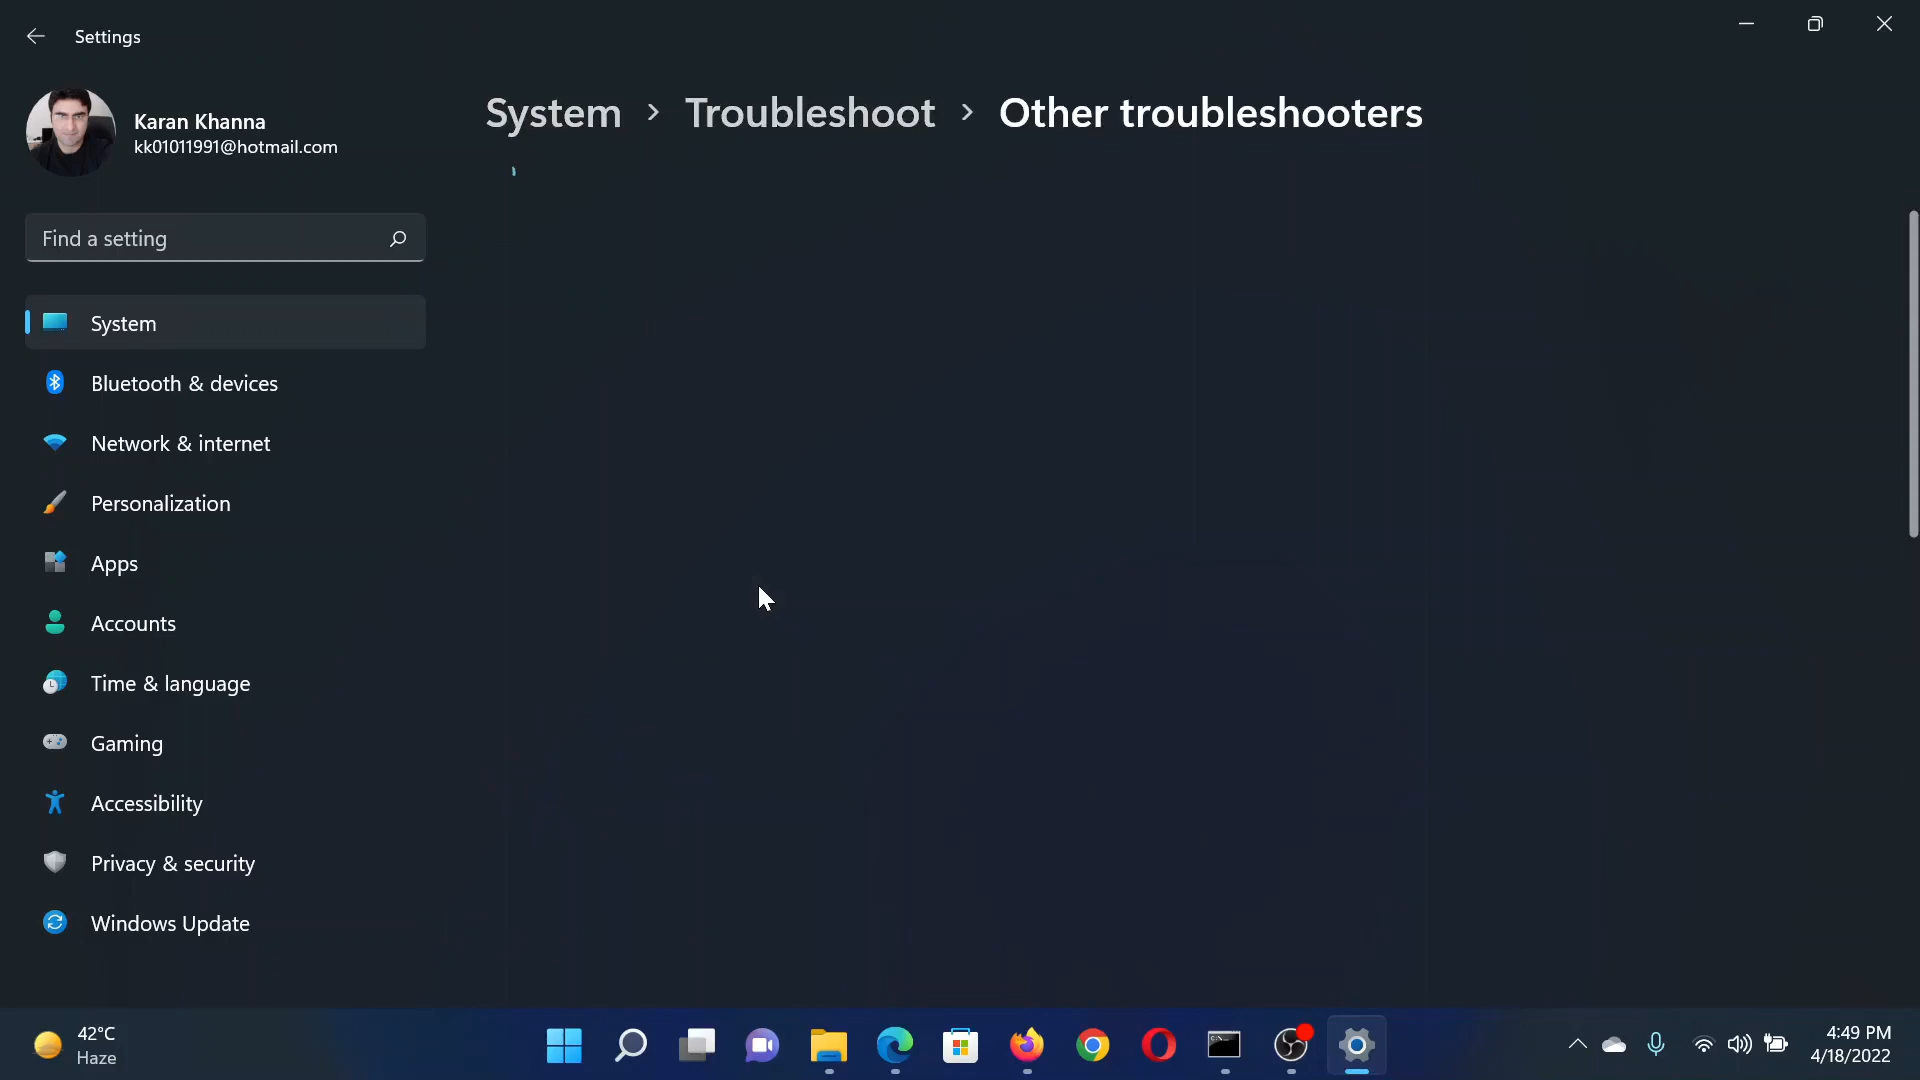 Settings
Karan Khanna
kk01011991@hotmail.com
System > Troubleshoot > Other troubleshooters
Find a setting
System
Bluetooth & devices
Network & internet
Personalization
Apps
Accounts
Time & language
Gaming
Accessibility
Privacy & security
Windows Update
42°C
Haze
4:49 PM
4/18/2022